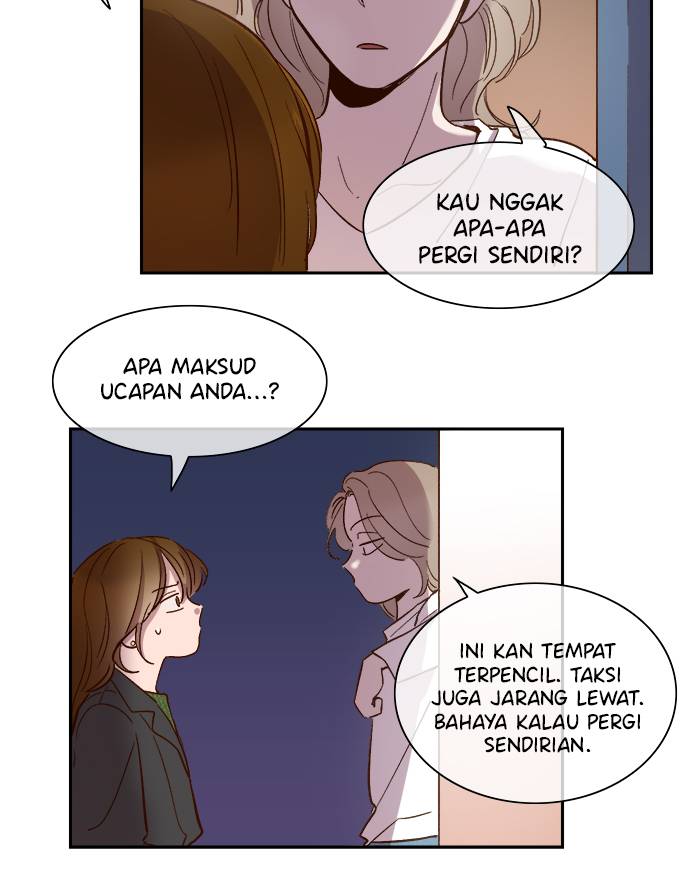 KAU NGGAK
APA-APA
PERGI SENDIRI?
APA MAKSUD
UCAPAN ANDA...?
INI KAN TEMPAT
TERPENCIL. TAKSI
JUGA JARANG LEWAT.
BAHAYA KALAU PERGI
SENDIRIAN.